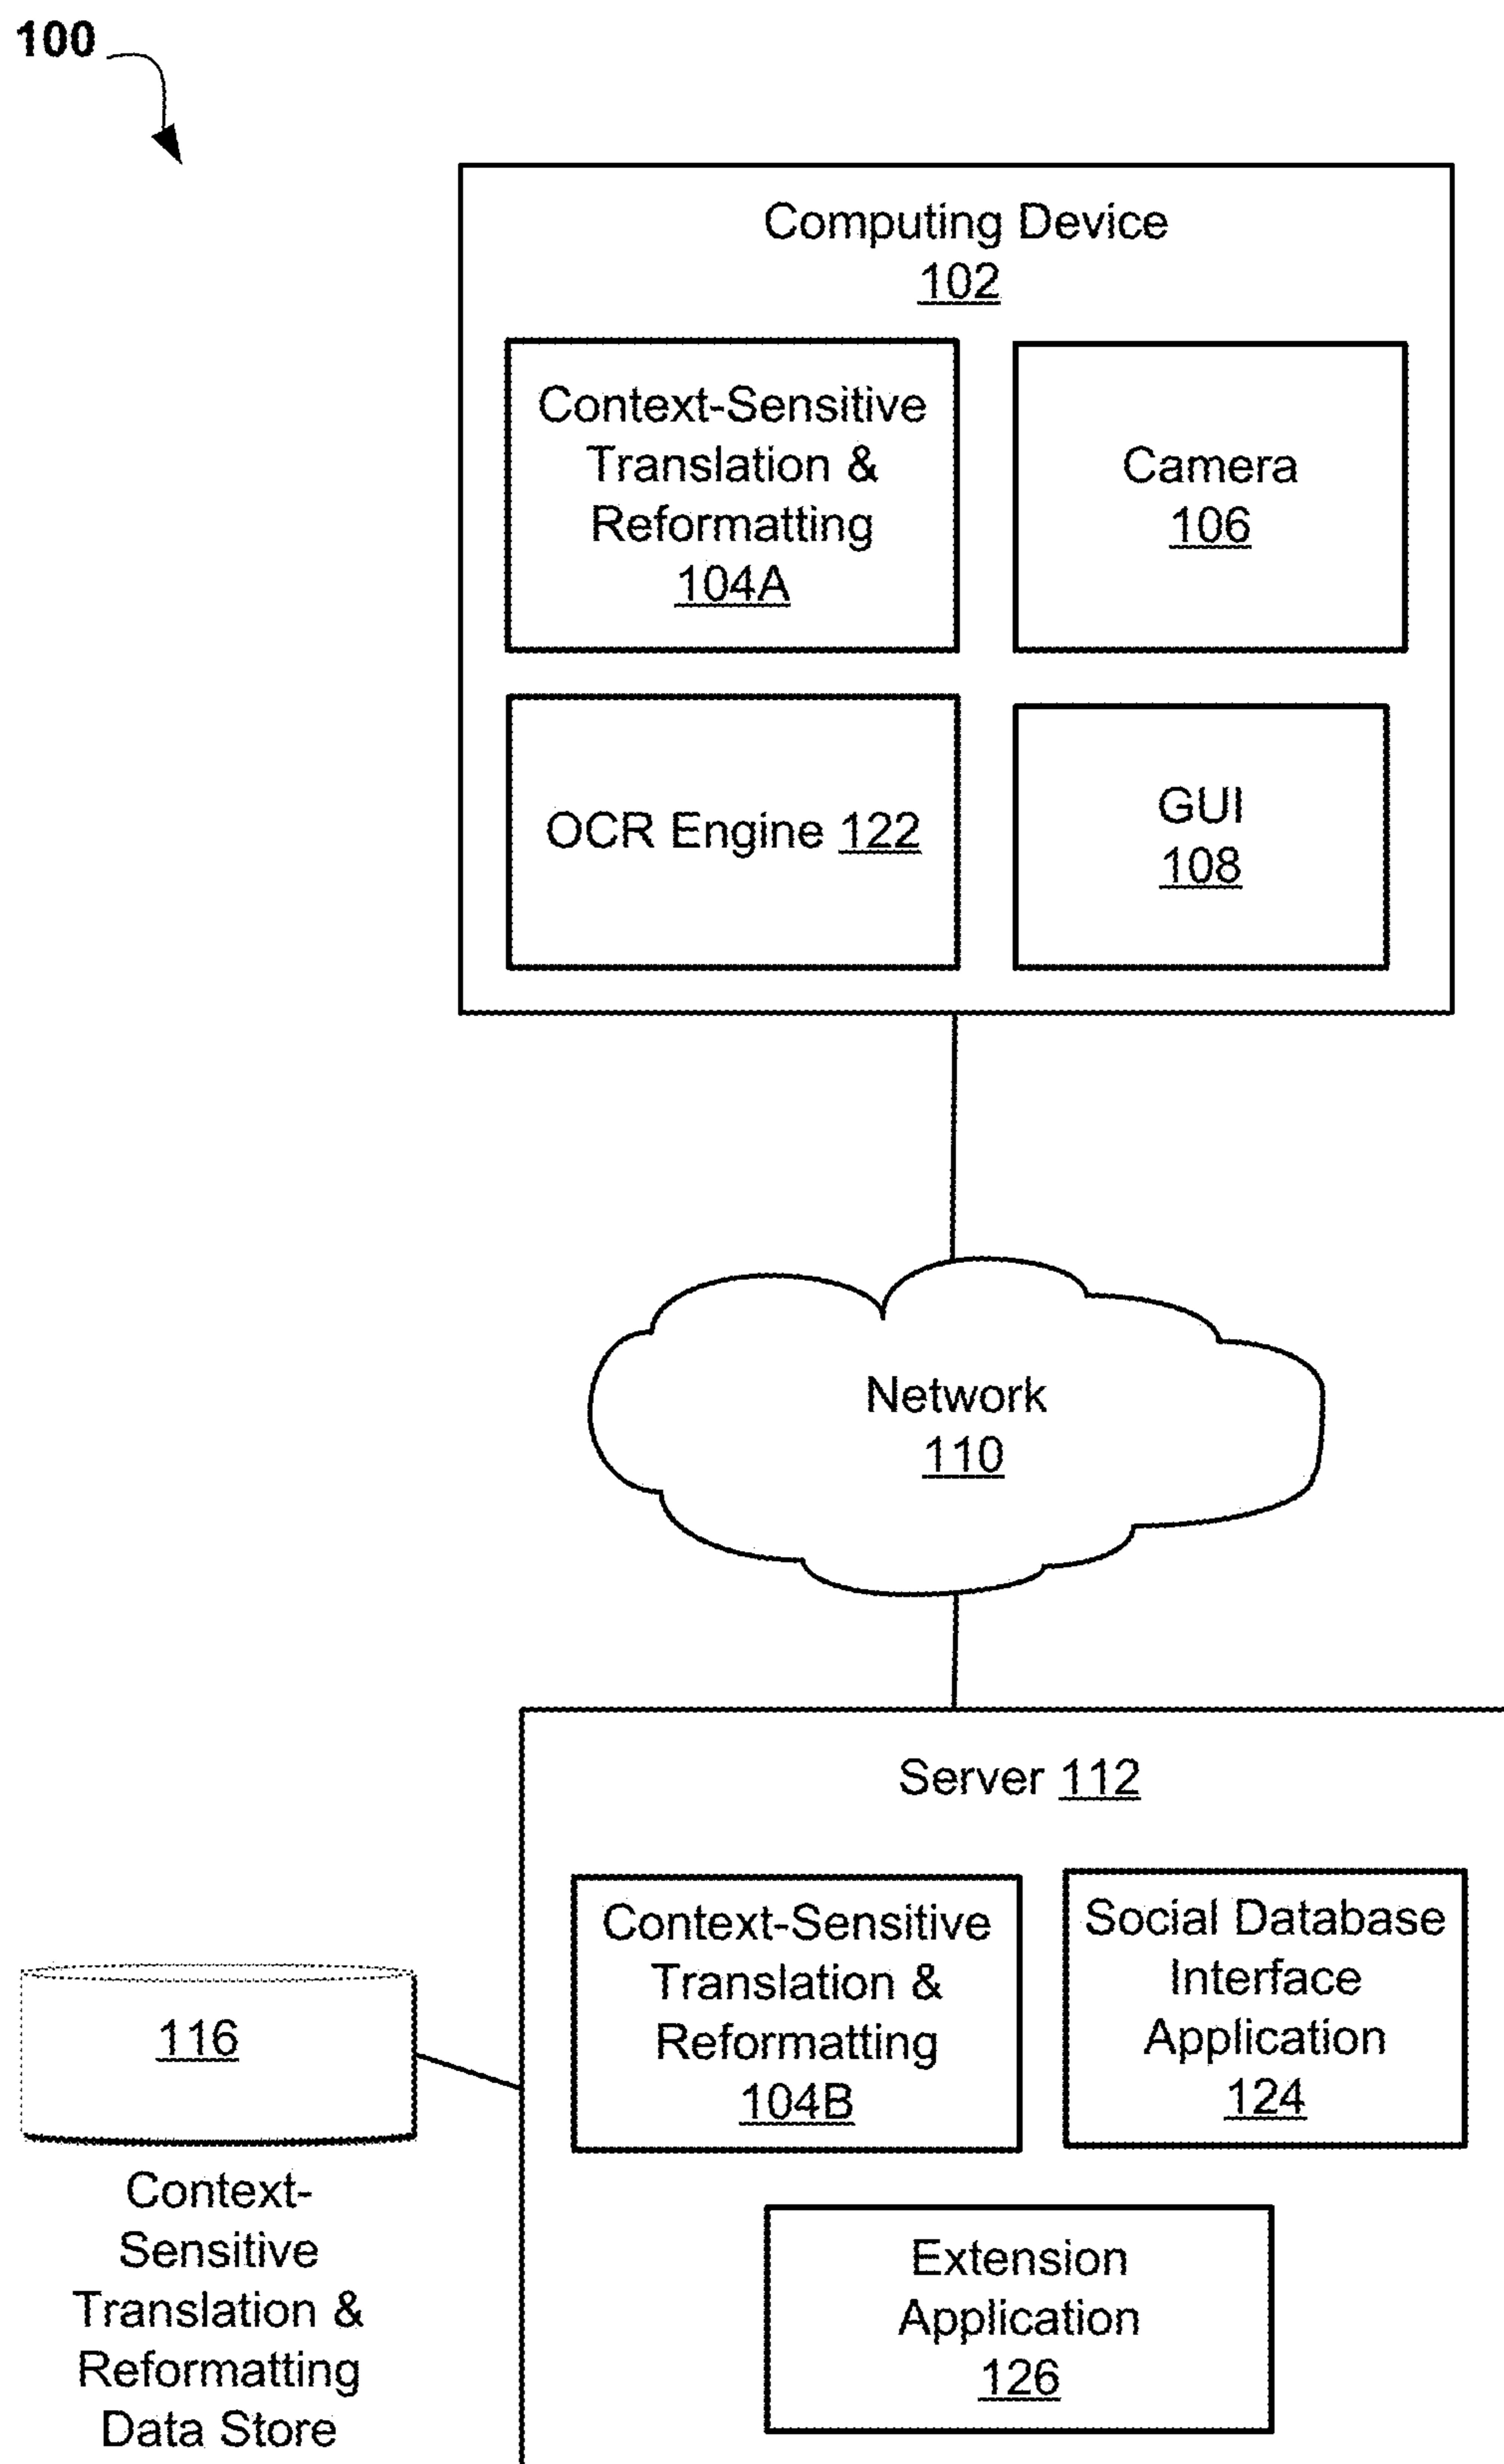 100
Computing Device
102
Context-Sensitive
Translation &
Reformatting
104A
Camera
106
OCR Engine 122
GUI
108
Network
110
Server 112
Context-Sensitive
Translation &
Reformatting
104B
Social Database
Interface
Application
124
116
Context-
Sensitive
Translation &
Reformatting
Data Store
Extension
Application
126